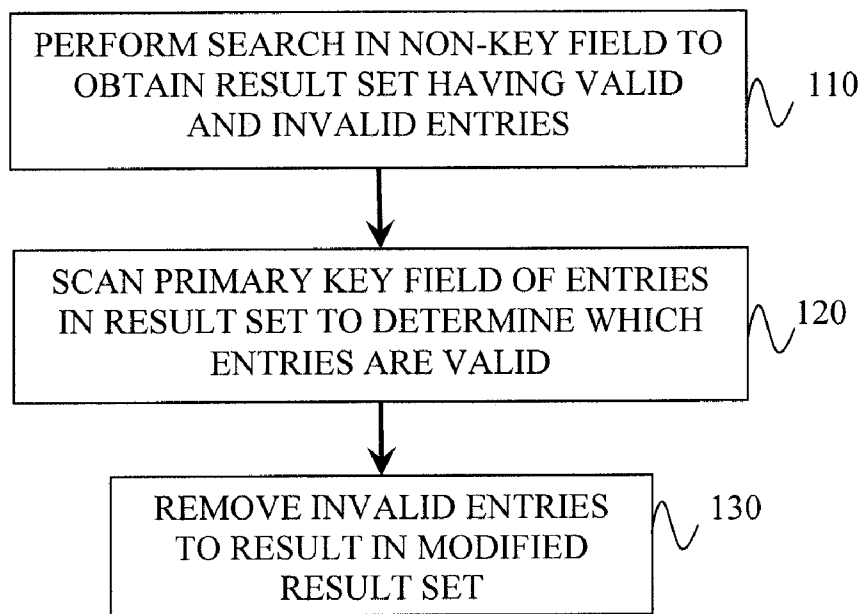 PERFORM SEARCH IN NON-KEY FIELD TO
OBTAIN RESULT SET HAVING VALID
AND INVALID ENTRIES
110
SCAN PRIMARY KEY FIELD OF ENTRIES
IN RESULT SET TO DETERMINE WHICH
ENTRIES ARE VALID
120
REMOVE INVALID ENTRIES
TO RESULT IN MODIFIED
RESULT SET
130